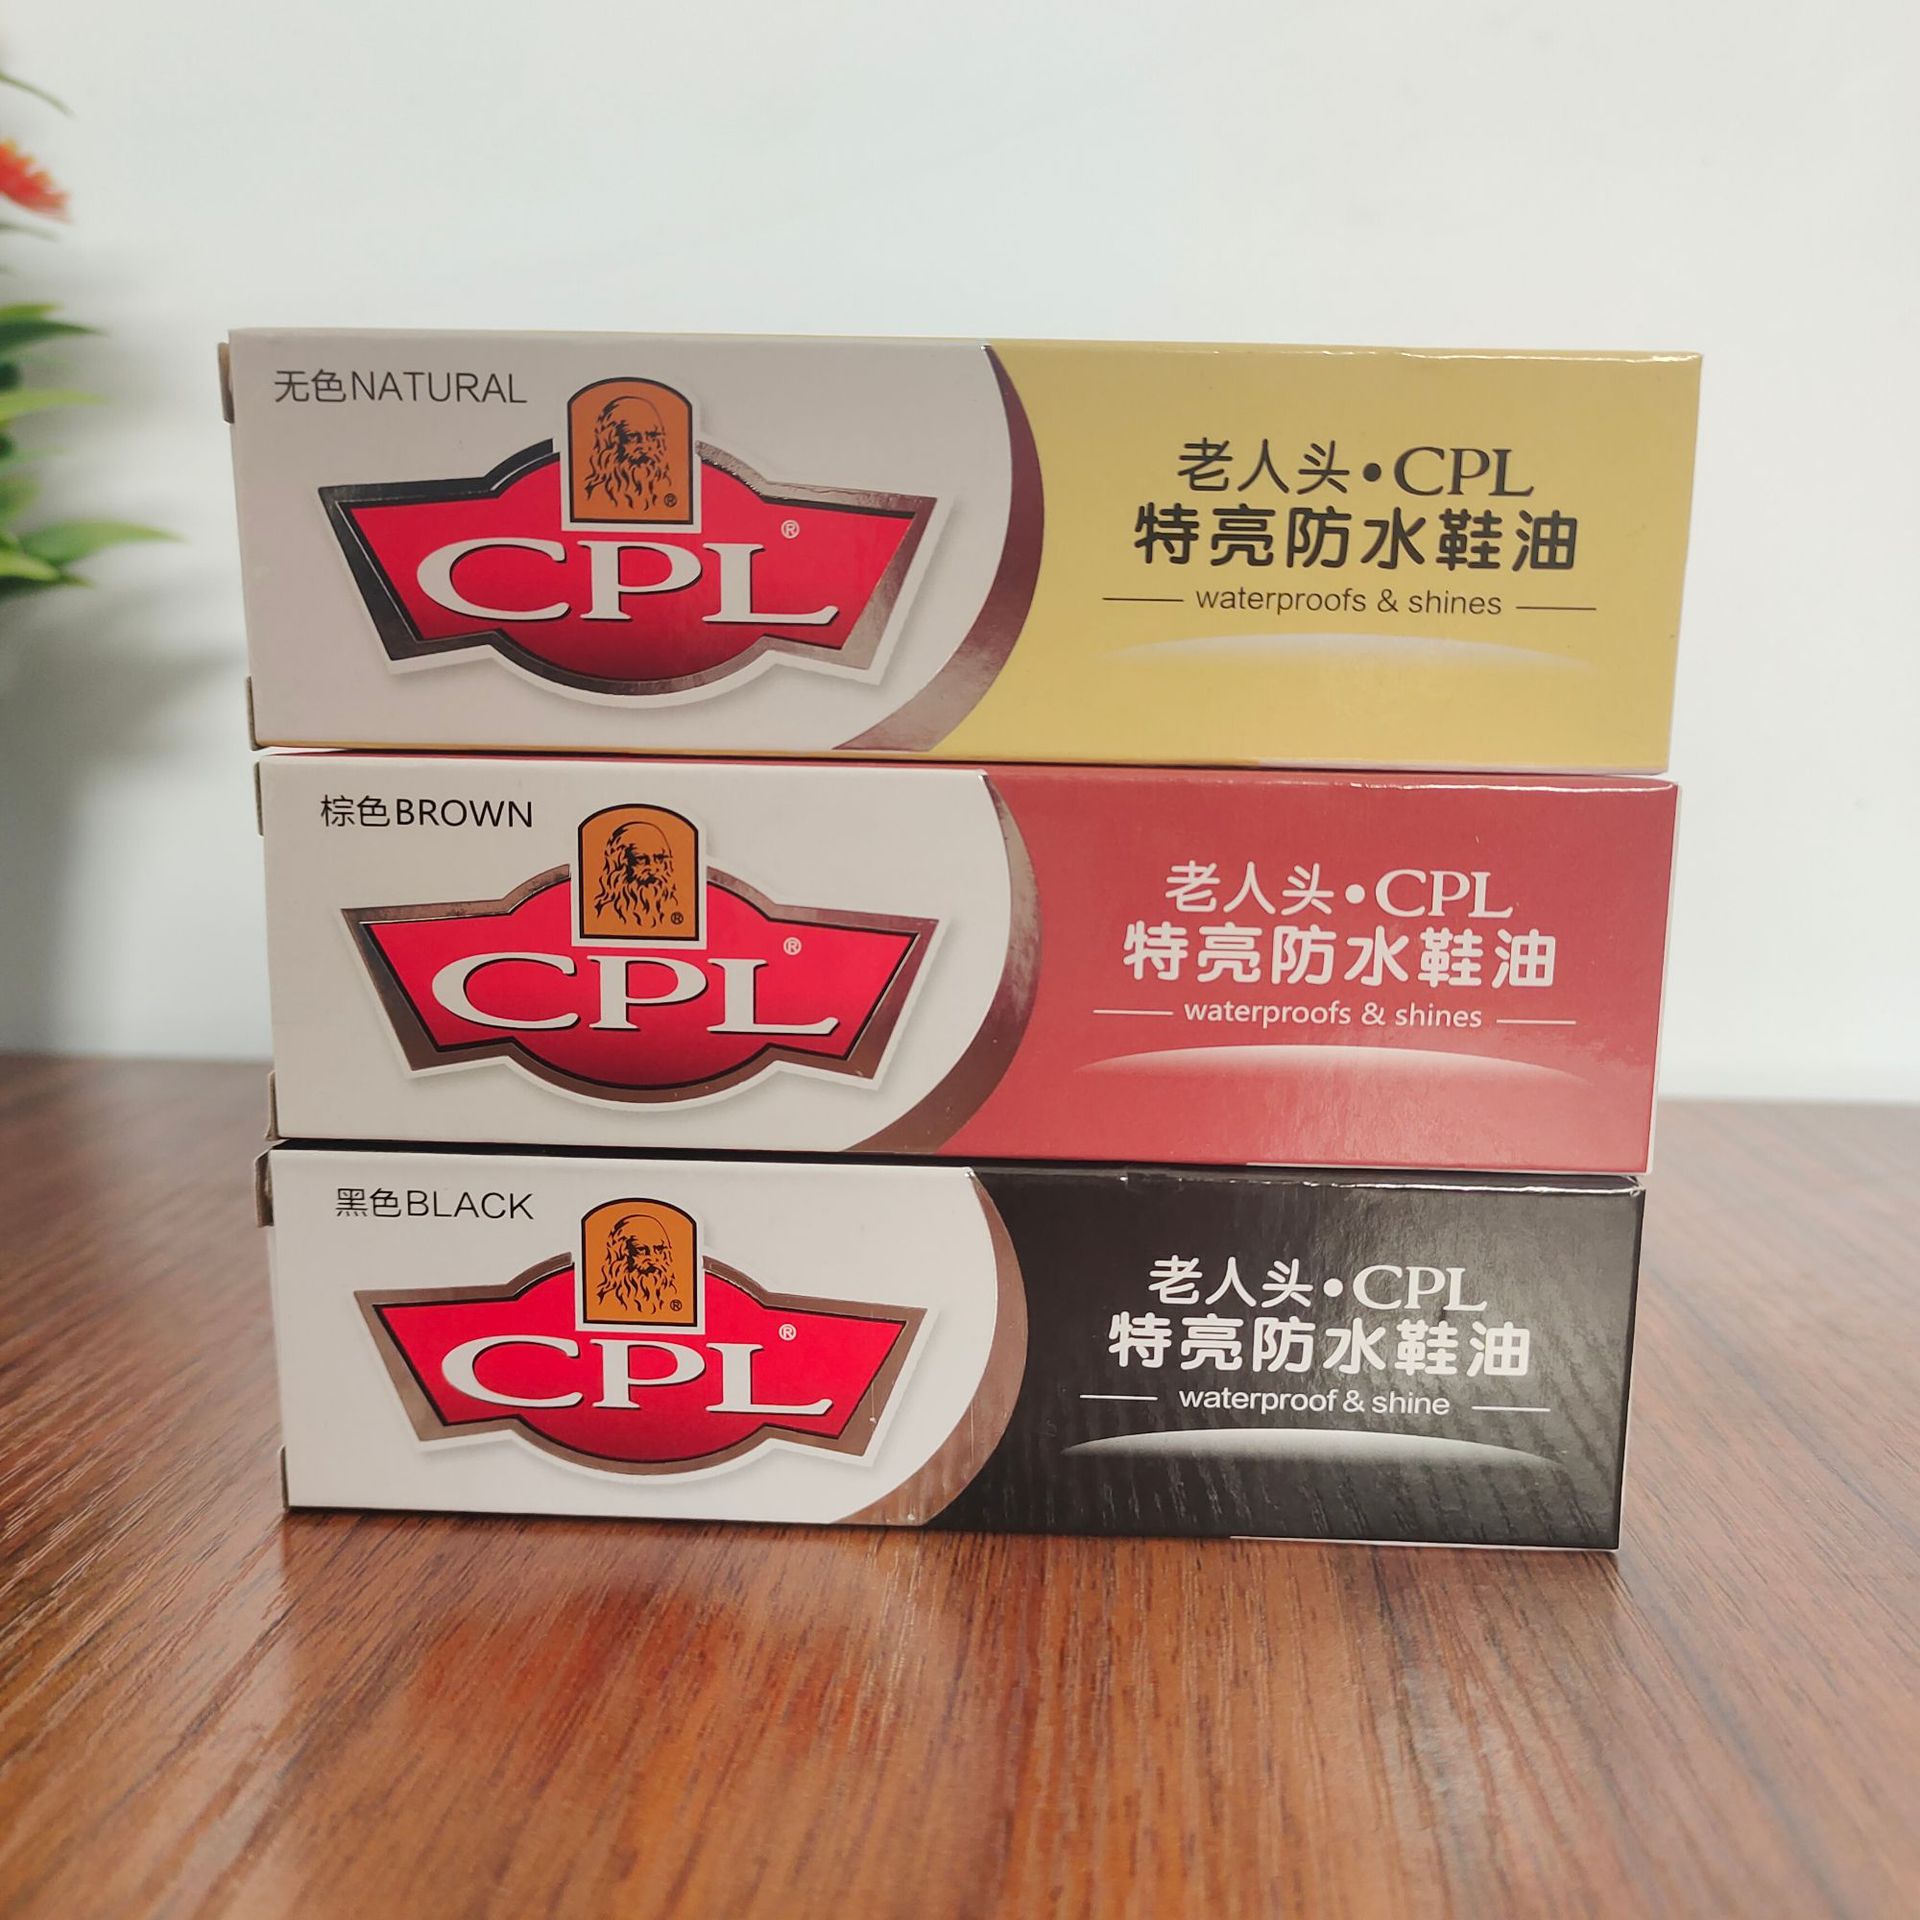 无色NATURAL
®
CPL®
老人头•CPL
特亮防水鞋油
waterproofs & shines
棕色BROWN
®
CPL®
老人头•CPL
特亮防水鞋油
waterproofs & shines
黑色BLACK
®
CPL®
老人头•CPL
特亮防水鞋油
waterproof & shine